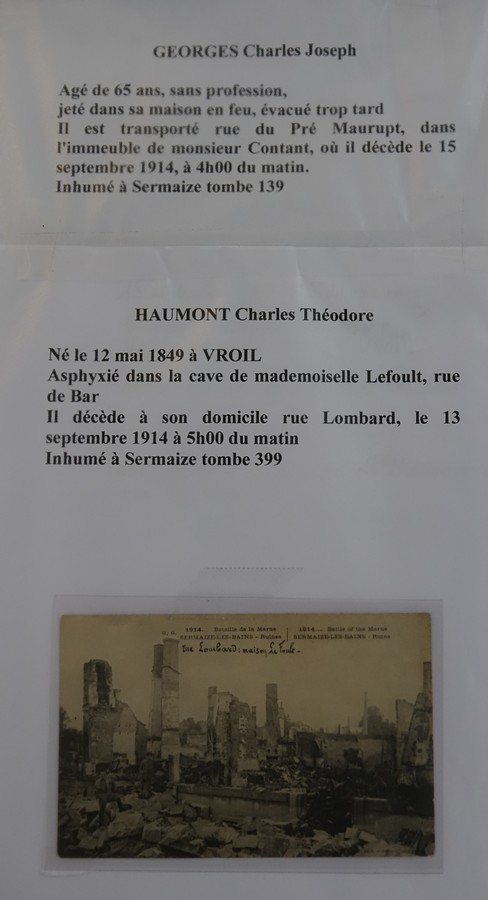 GEORGES Charles Joseph
Agé de 65 ans, sans profession,
jeté dans sa maison en feu, évacué trop tard
Il est transporté rue du Pré Maurupt, dans
l'immeuble de monsieur Contant, où il décède le 15
septembre 1914, à 4h00 du matin.
Inhumé à Sermaize tombe 139
HAUMONT Charles Théodore
Né le 12 mai 1849 à VROIL
Asphyxié dans la cave de mademoiselle Lefoult, rue
de Bar
Il décède à son domicile rue Lombard, le 13
septembre 1914 à 5h00 du matin
Inhumé à Sermaize tombe 399
1914... Bataille de la Marne
SERMAIZE-LES-BAINS - Ruines
1914... Battle of the Marne
SERMAIZE-LES-BAINS - Ruins
rue Lombard: maison